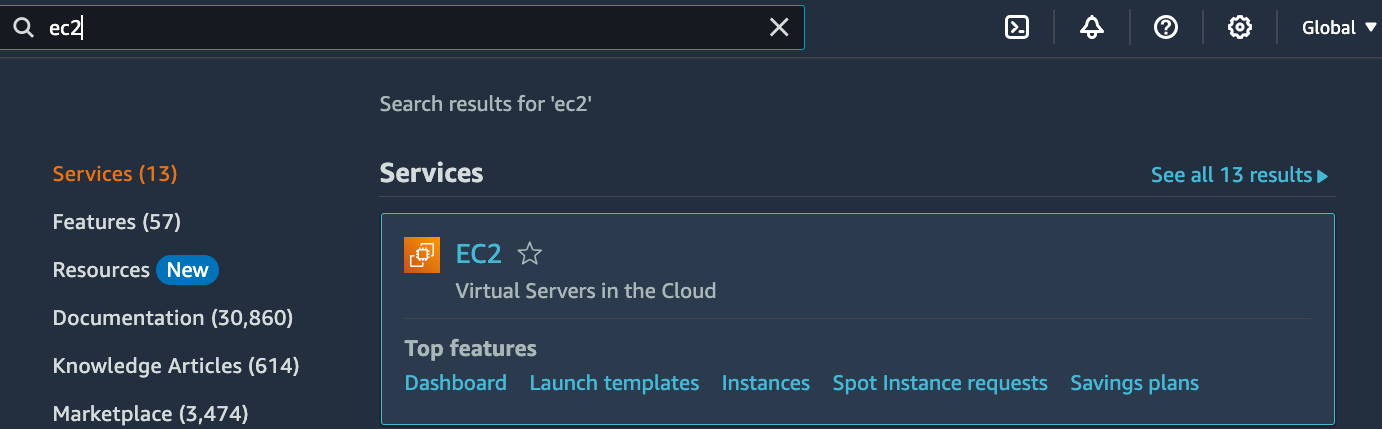 ec2
Global
Search results for 'ec2'
Services (13)
Features (57)
Resources New
Documentation (30,860)
Knowledge Articles (614)
Marketplace (3,474)
Services
See all 13 results
EC2
Virtual Servers in the Cloud
Top features
Dashboard Launch templates Instances Spot Instance requests Savings plans